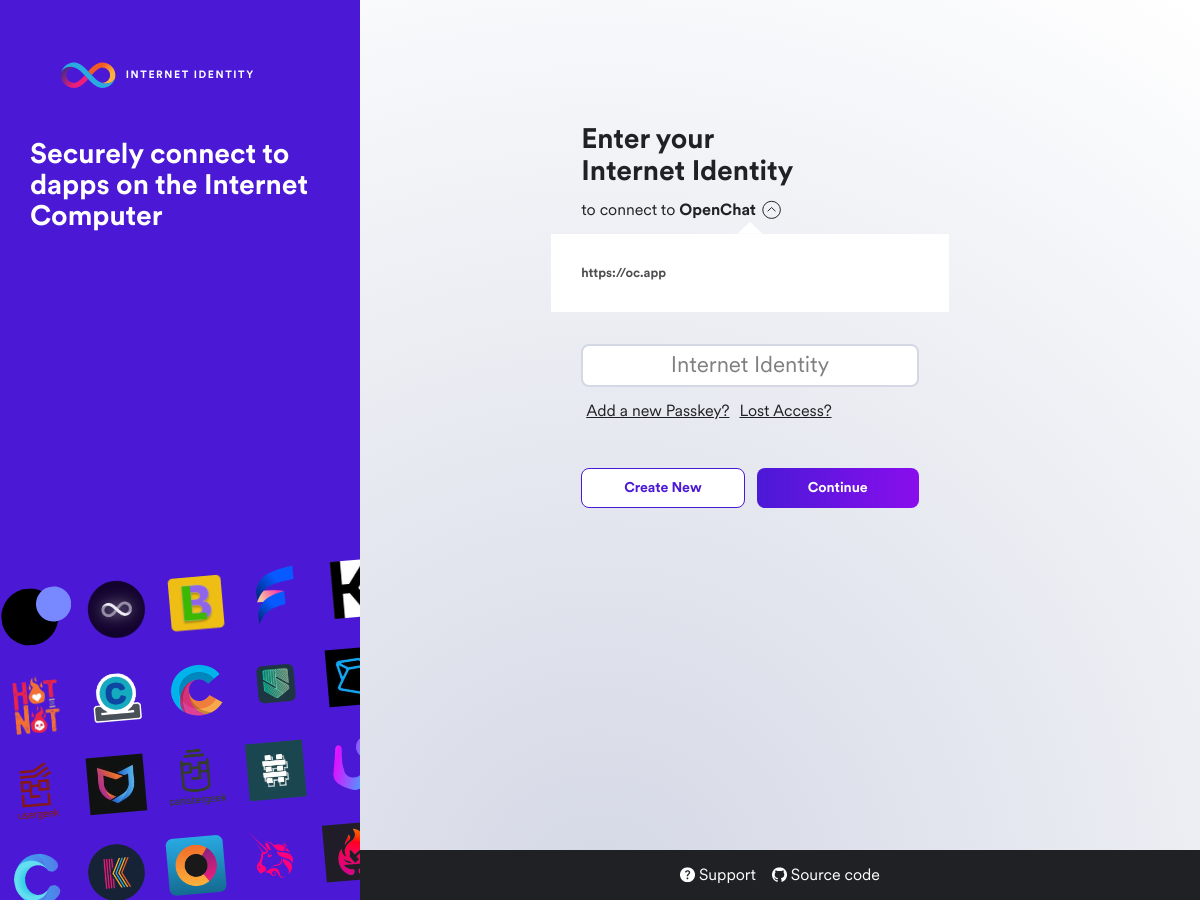 INTERNET IDENTITY
Securely connect to
dapps on the Internet
Computer
Enter your
Internet Identity
to connect to OpenChat
https://oc.app
Internet Identity
Add a new Passkey? Lost Access?
Create New Continue
HOT
NOT
Support Source code